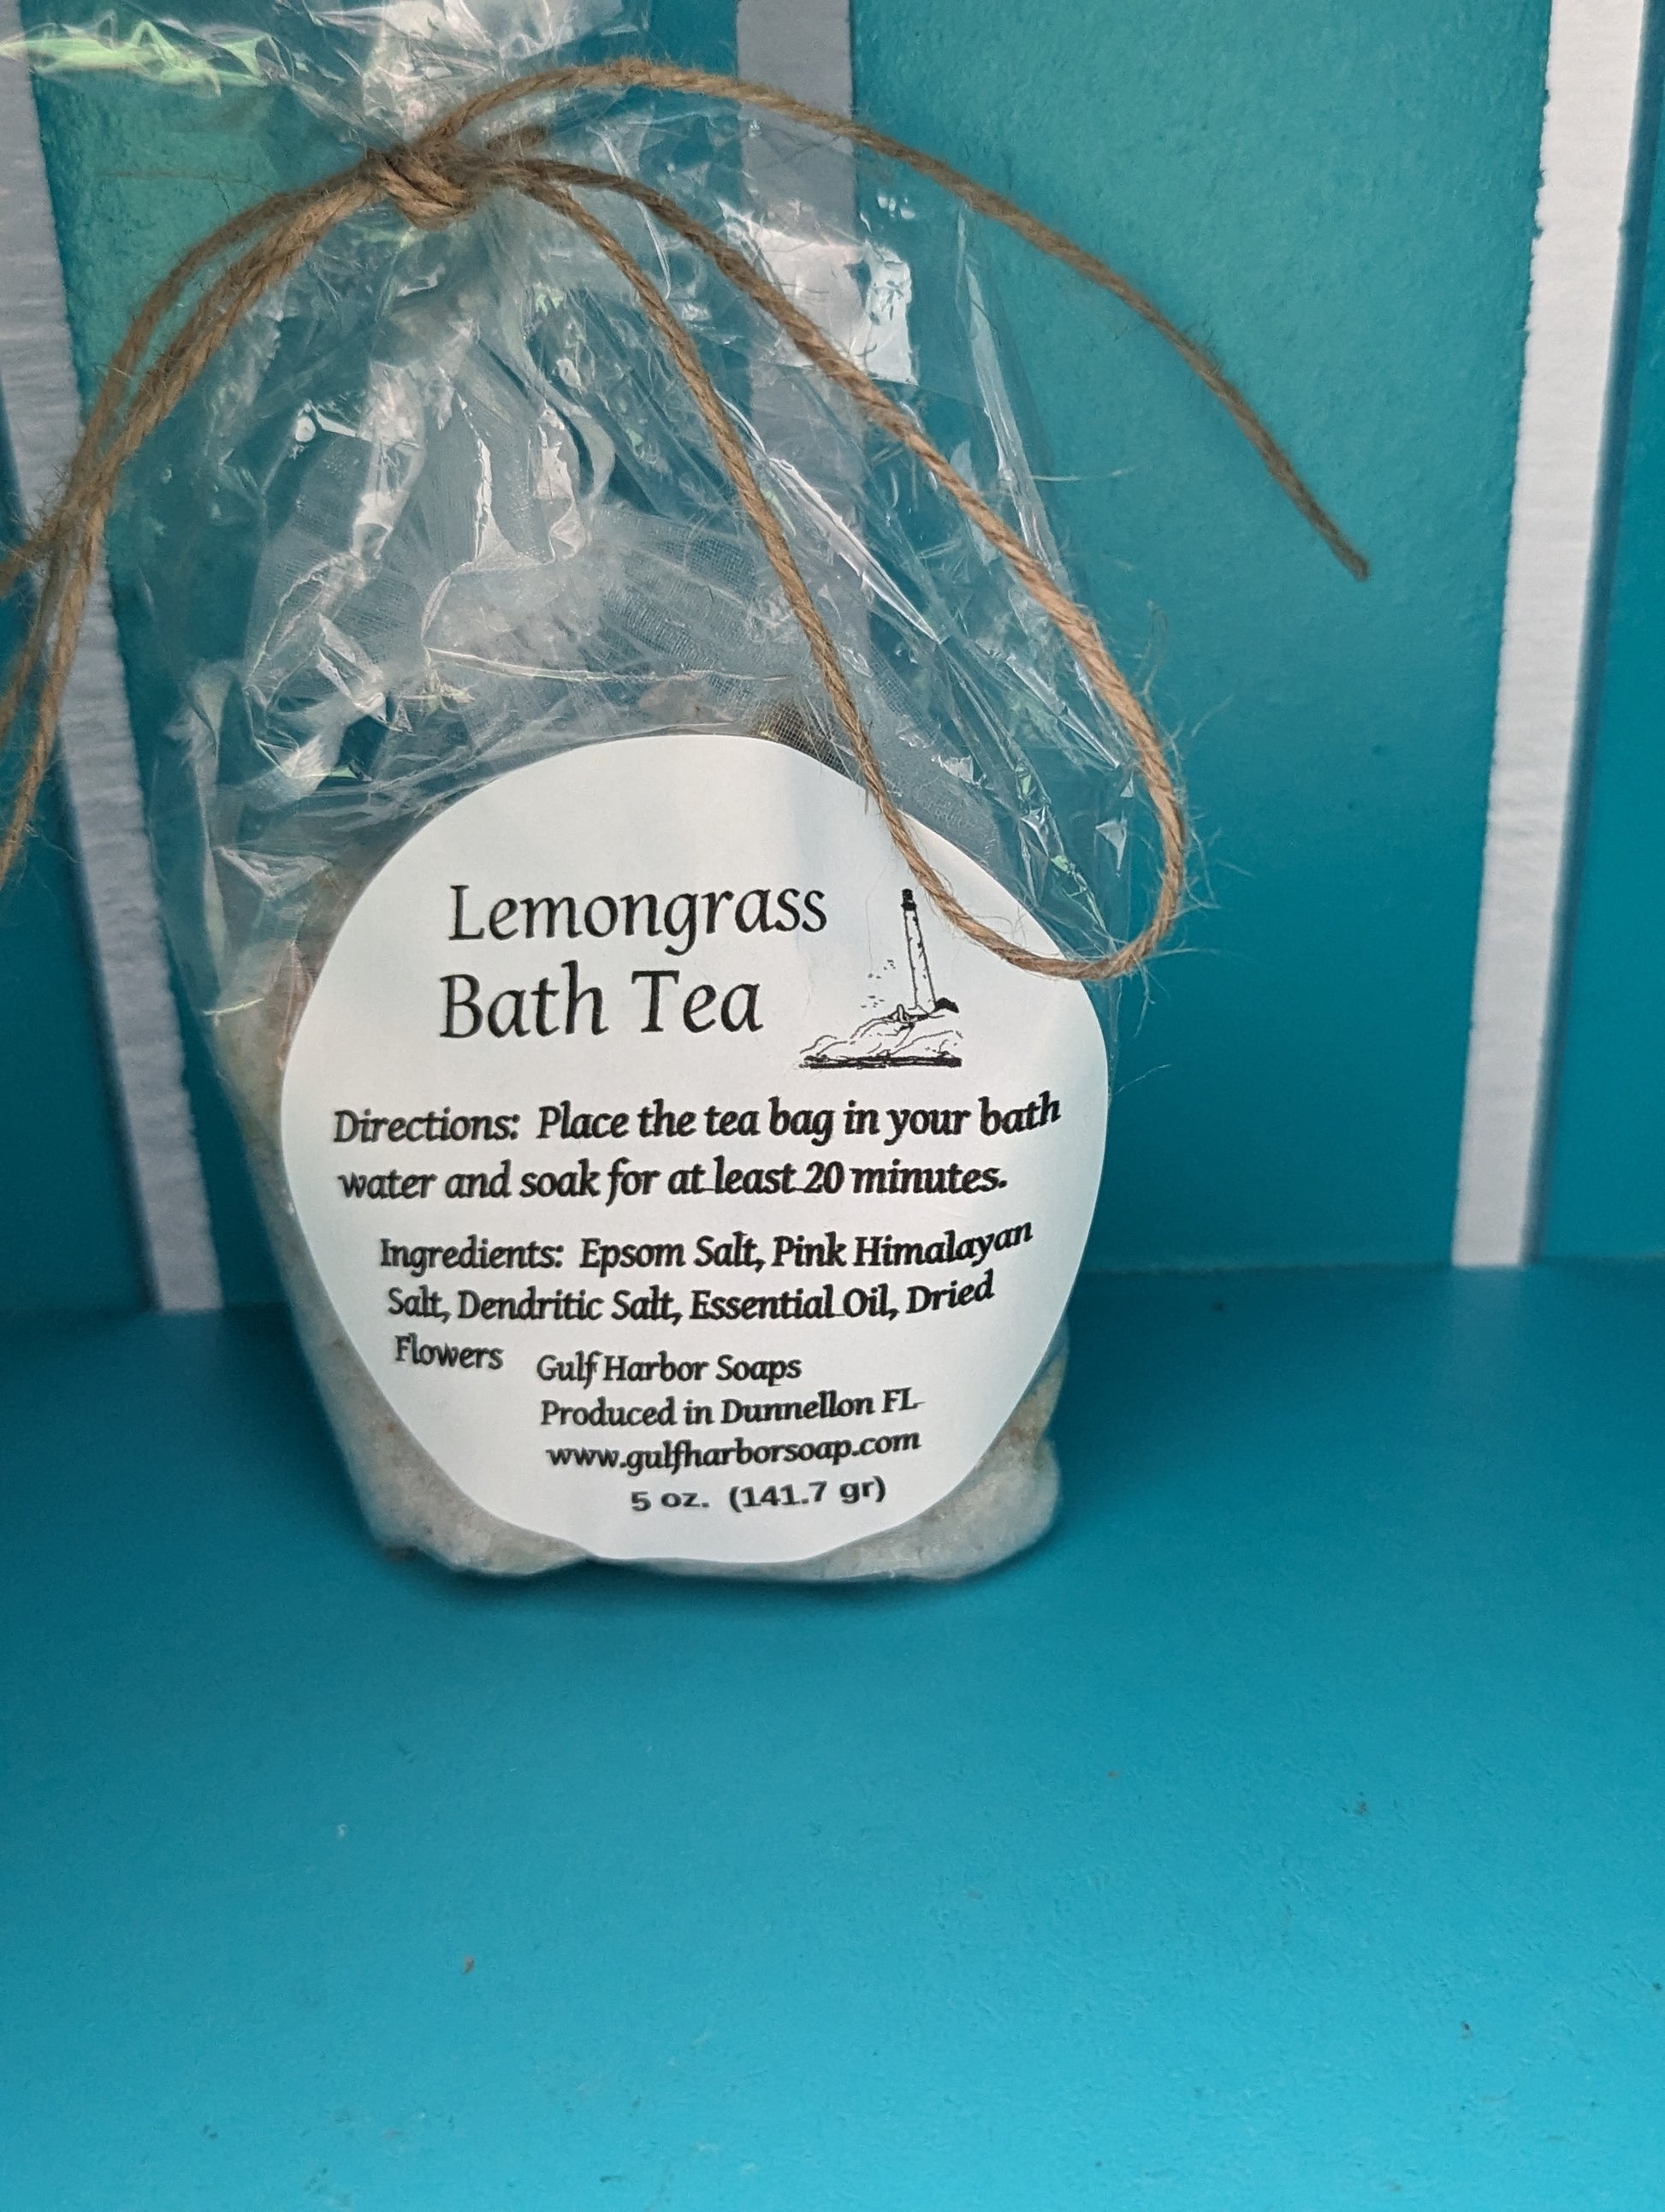 Lemongrass
Bath Tea
Directions: Place the tea bag in your bath
water and soak for at least 20 minutes.
Ingredients: Epsom Salt, Pink Himalayan
Salt, Dendritic Salt, Essential Oil, Dried
Flowers
Gulf Harbor Soaps
Produced in Dunnellon FL
www.gulfharborsoap.com
5 oz. (141.7 gr)